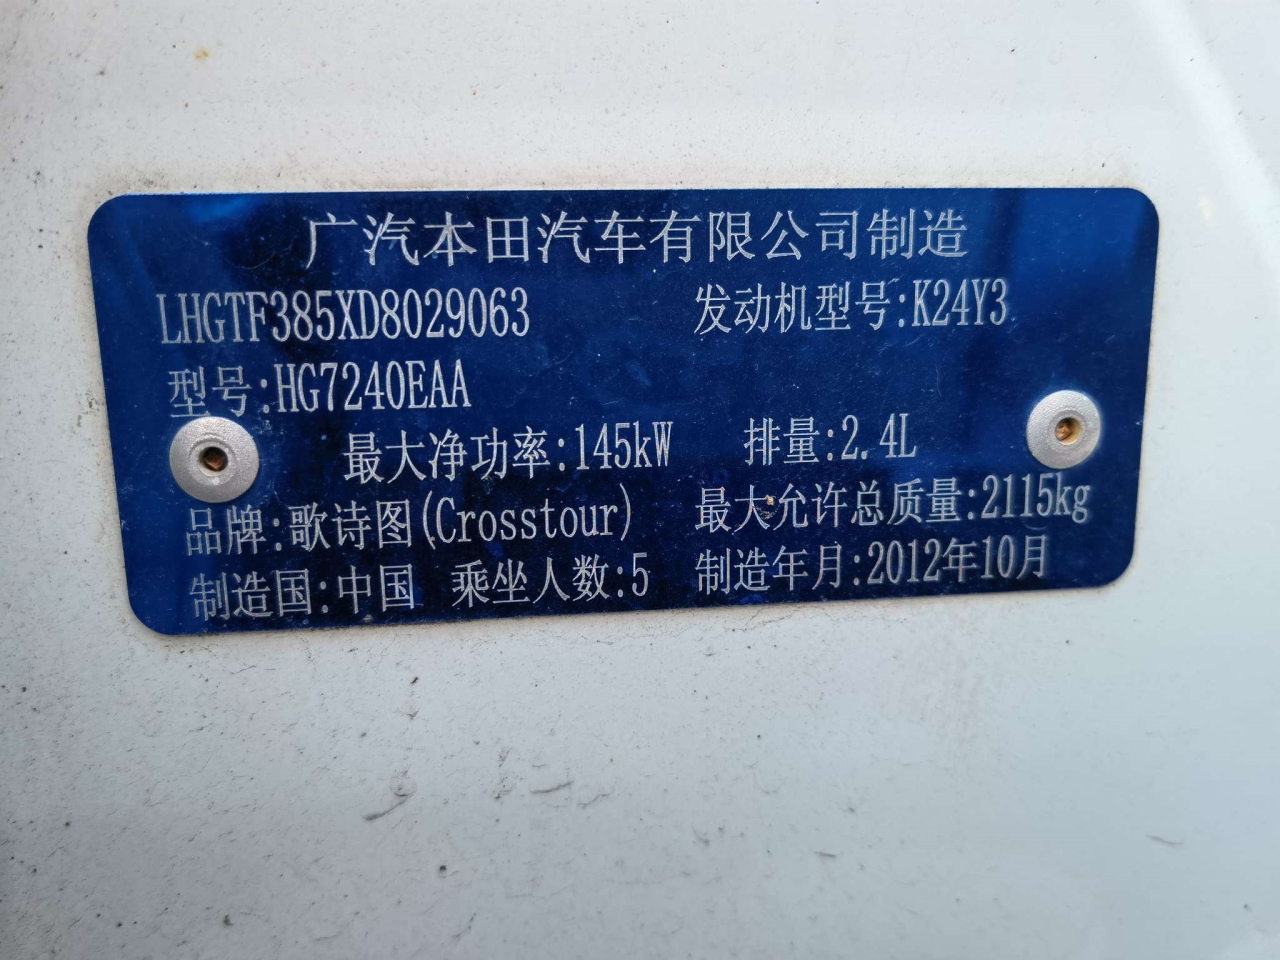 广汽本田汽车有限公司制造
LHGTF385XD8029063 发动机型号:K24Y3
型号:HG7240EAA
最大净功率:145kW 排量:2.4L
品牌:歌诗图(Crosstour) 最大允许总质量:2115kg
制造国:中国 乘坐人数:5 制造年月:2012年10月